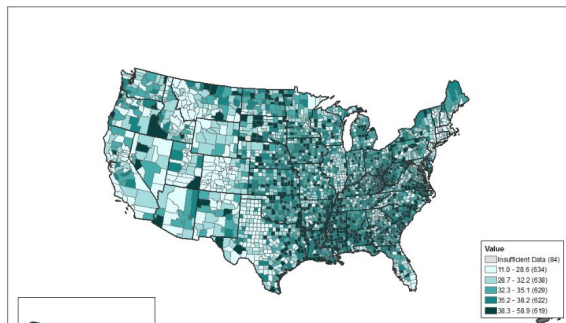 Value
Insufficient Data (84)
11.0 - 28.6 (634)
28.7 - 32.2 (638)
32.3 - 35.1 (629)
35.2 - 38.2 (622)
38.3 - 58.9 (619)